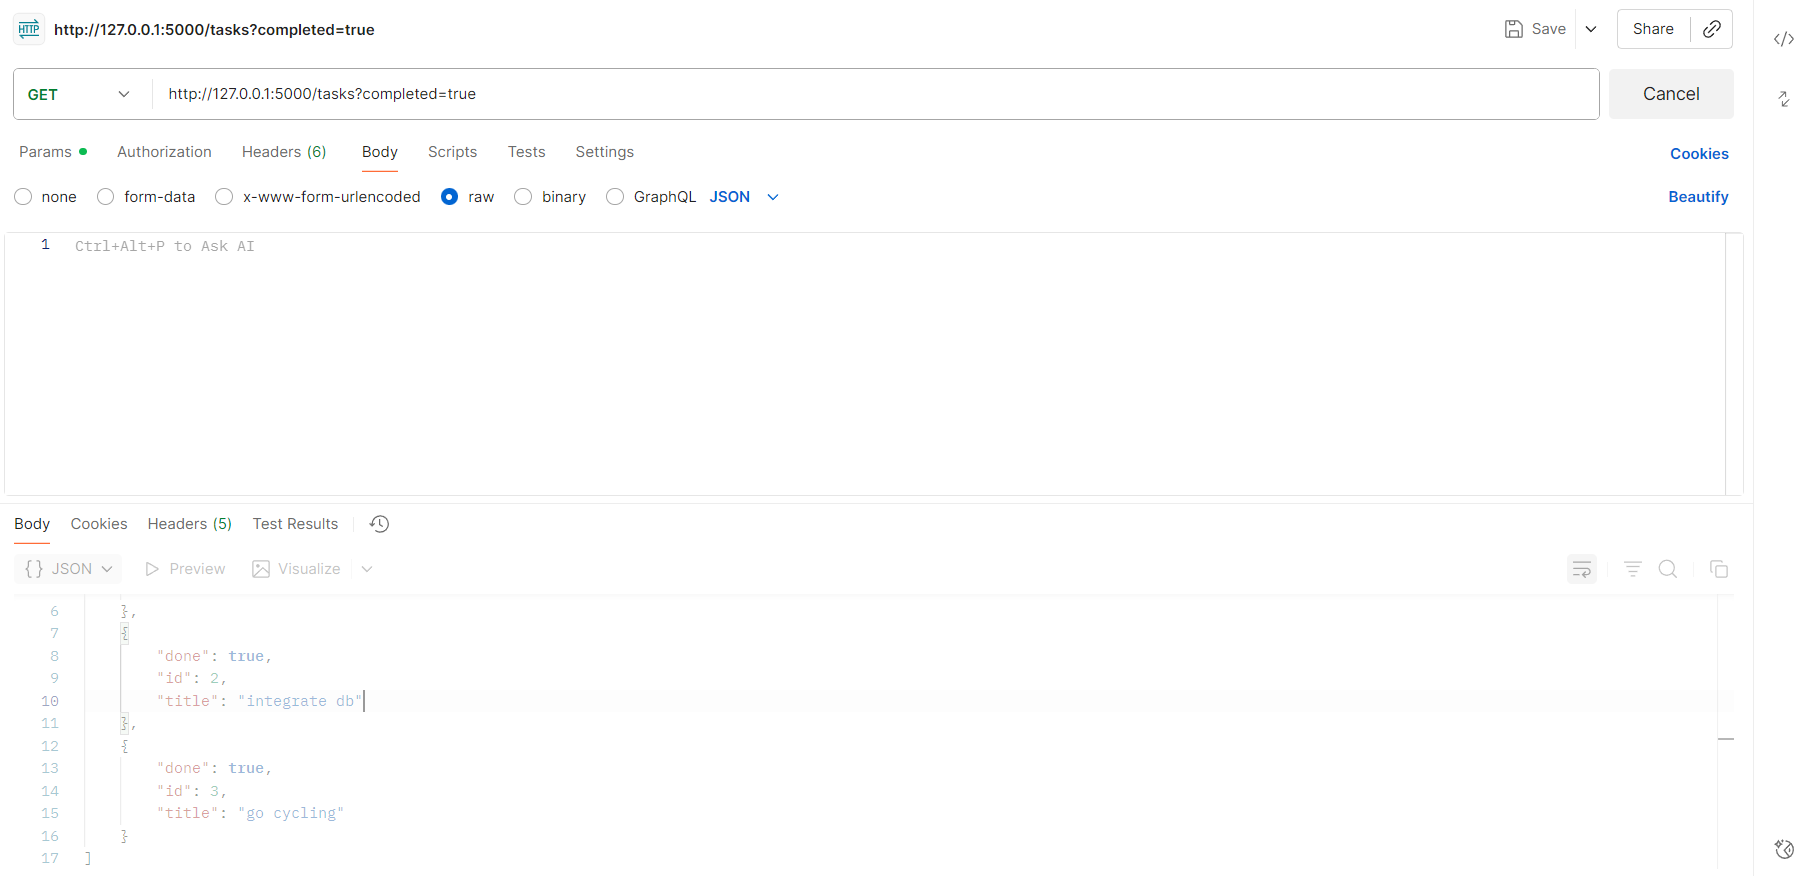 HTTP http://127.0.0.1:5000/tasks?completed=true Save Share
GET http://127.0.0.1:5000/tasks?completed=true Cancel
Params Authorization Headers (6) Body Scripts Tests Settings Cookies
none form-data x-www-form-urlencoded raw binary GraphQL JSON Beautify
1 Ctrl+Alt+P to Ask AI
Body Cookies Headers (5) Test Results
{} JSON Preview Visualize
6 },
7 {
8 "done": true,
9 "id": 2,
10 "title": "integrate db"
11 },
12 {
13 "done": true,
14 "id": 3,
15 "title": "go cycling"
16 }
17 ]